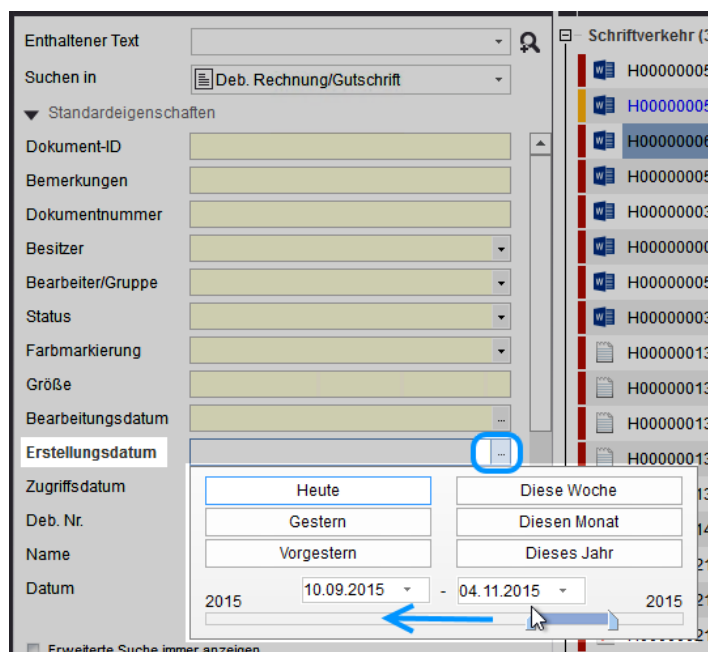 Enthaltener Text
Suchen in Deb. Rechnung/Gutschrift
Standardeigenschaften
Dokument-ID
Bemerkungen
Dokumentnummer
Besitzer
Bearbeiter/Gruppe
Status
Farbmarkierung
Größe
Bearbeitungsdatum ...
Erstellungsdatum ...
Zugriffsdatum
Deb. Nr.
Name
Datum
Heute Diese Woche
Gestern Diesen Monat
Vorgestern Dieses Jahr
10.09.2015 - 04.11.2015
2015 2015
Erweiterte Suche immer anzeigen
Schriftverkehr (3
H00000005
H00000005
H00000006
H00000005
H00000003
H00000000
H00000005
H00000003
H00000013
H00000013
H00000013
H00000013